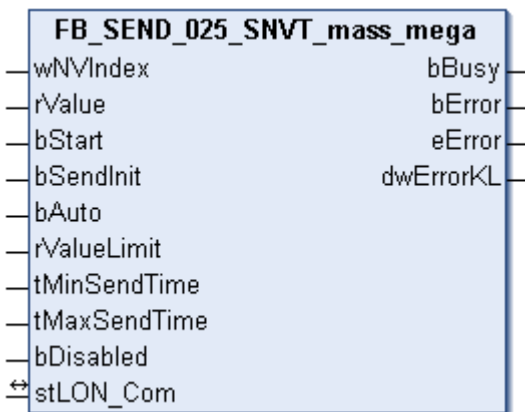 FB_SEND_025_SNVT_mass_mega
wNVIndex bBusy
rValue bError
bStart eError
bSendInit dwErrorKL
bAuto
rValueLimit
tMinSendTime
tMaxSendTime
bDisabled
stLON_Com